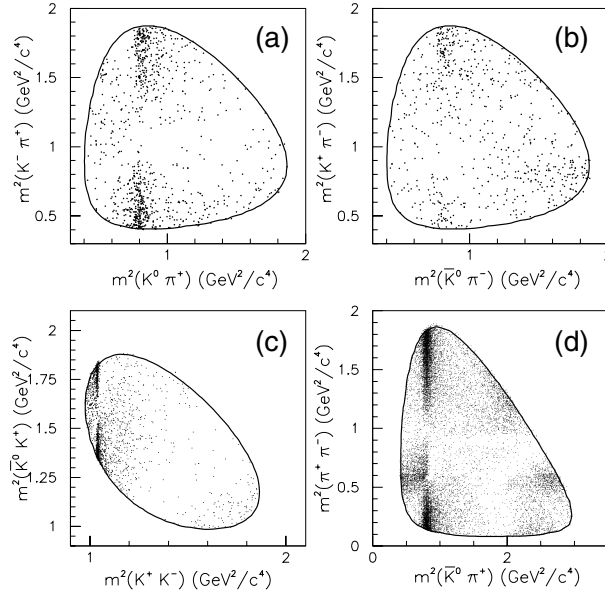 (a)
2
1.5
1
0.5
1
2
m²(K⁻ π⁺) (GeV²/c⁴)
m²(K⁰ π⁺) (GeV²/c⁴)
(b)
2
1.5
1
0.5
1
m²(K⁺ π⁻) (GeV²/c⁴)
m²(K̅⁰ π⁻) (GeV²/c⁴)
(c)
2
1.75
1.5
1.25
1
1
2
m²(K̅⁰ K⁺) (GeV²/c⁴)
m²(K⁺ K⁻) (GeV²/c⁴)
(d)
2
1.5
1
0.5
0
0
2
m²(π⁺ π⁻) (GeV²/c⁴)
m²(K̅⁰ π⁺) (GeV²/c⁴)